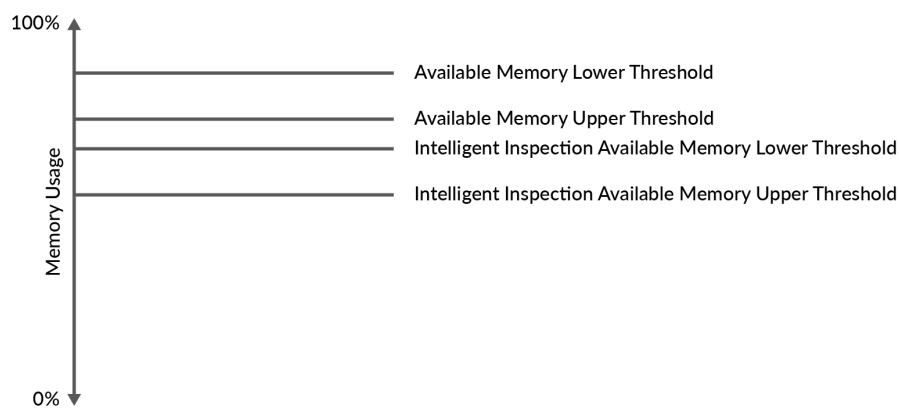 100%
Available Memory Lower Threshold
Available Memory Upper Threshold
Intelligent Inspection Available Memory Lower Threshold
Memory Usage
Intelligent Inspection Available Memory Upper Threshold
0%